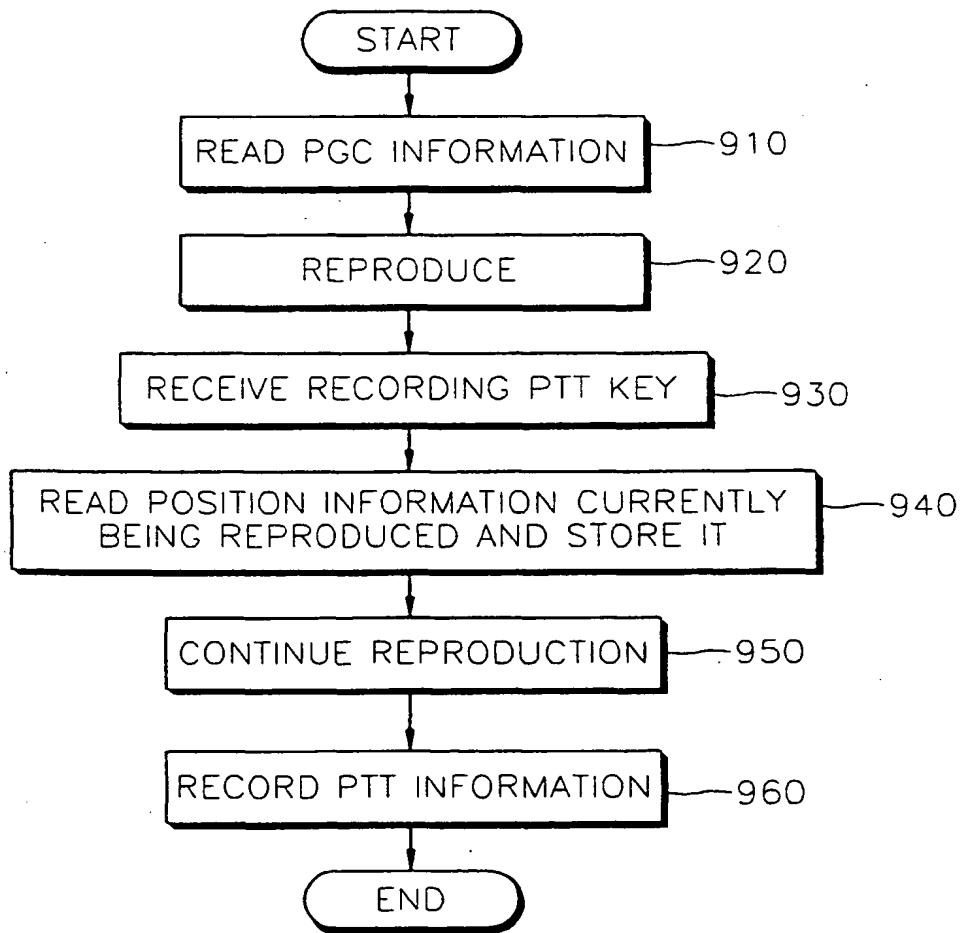 START
READ PGC INFORMATION
910
REPRODUCE
920
RECEIVE RECORDING PTT KEY
930
READ POSITION INFORMATION CURRENTLY
BEING REPRODUCED AND STORE IT
940
CONTINUE REPRODUCTION
950
RECORD PTT INFORMATION
960
END